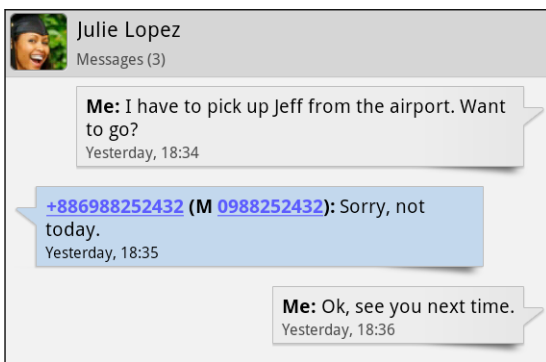 Julie Lopez
Messages (3)
Me: I have to pick up Jeff from the airport. Want
to go?
Yesterday, 18:34
+886988252432 (M 0988252432): Sorry, not
today.
Yesterday, 18:35
Me: Ok, see you next time.
Yesterday, 18:36